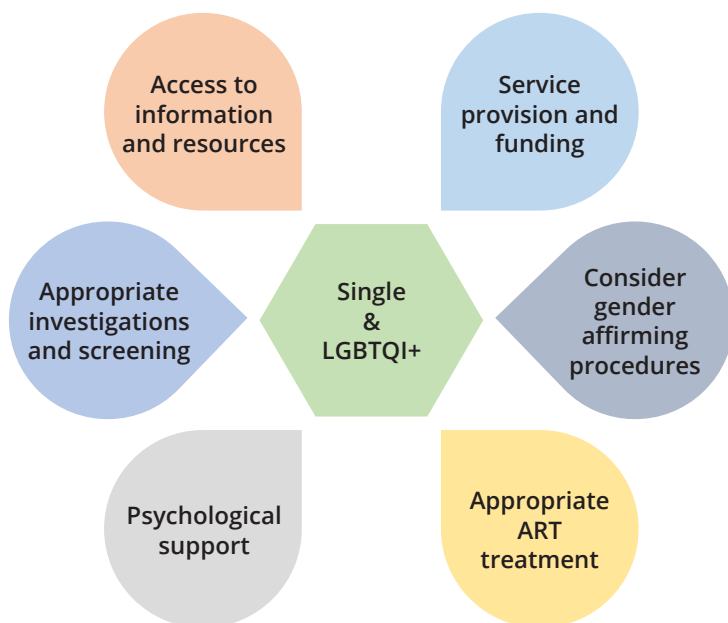 Access to
information
and resources
Service
provision and
funding
Appropriate
investigations
and screening
Single
&
LGBTQI+
Consider
gender
affirming
procedures
Psychological
support
Appropriate
ART
treatment